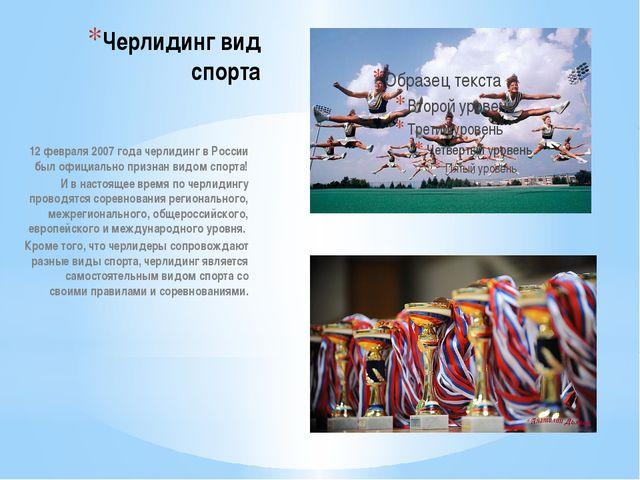 *Черлидинг вид
спорта
12 февраля 2007 года черлидинг в России
был официально признан видом спорта!
И в настоящее время по черлидингу
проводятся соревнования регионального,
межрегионального, общероссийского,
европейского и международного уровня.
Кроме того, что черлидеры сопровождают
разные виды спорта, черлидинг является
самостоятельным видом спорта со
своими правилами и соревнованиями.
*Образец текста
*Второй уровень
*Третий уровень
*Четвертый уровень
Пятый уровень